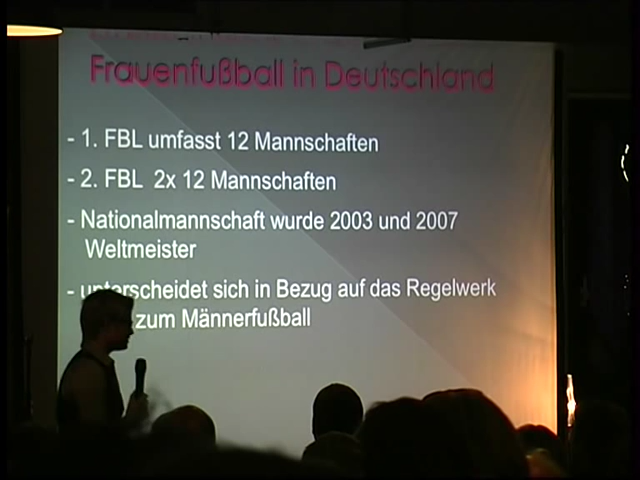 Frauenfußball in Deutschland
- 1. FBL umfasst 12 Mannschaften
- 2. FBL 2x 12 Mannschaften
- Nationalmannschaft wurde 2003 und 2007
Weltmeister
- unterscheidet sich in Bezug auf das Regelwerk
zum Männerfußball